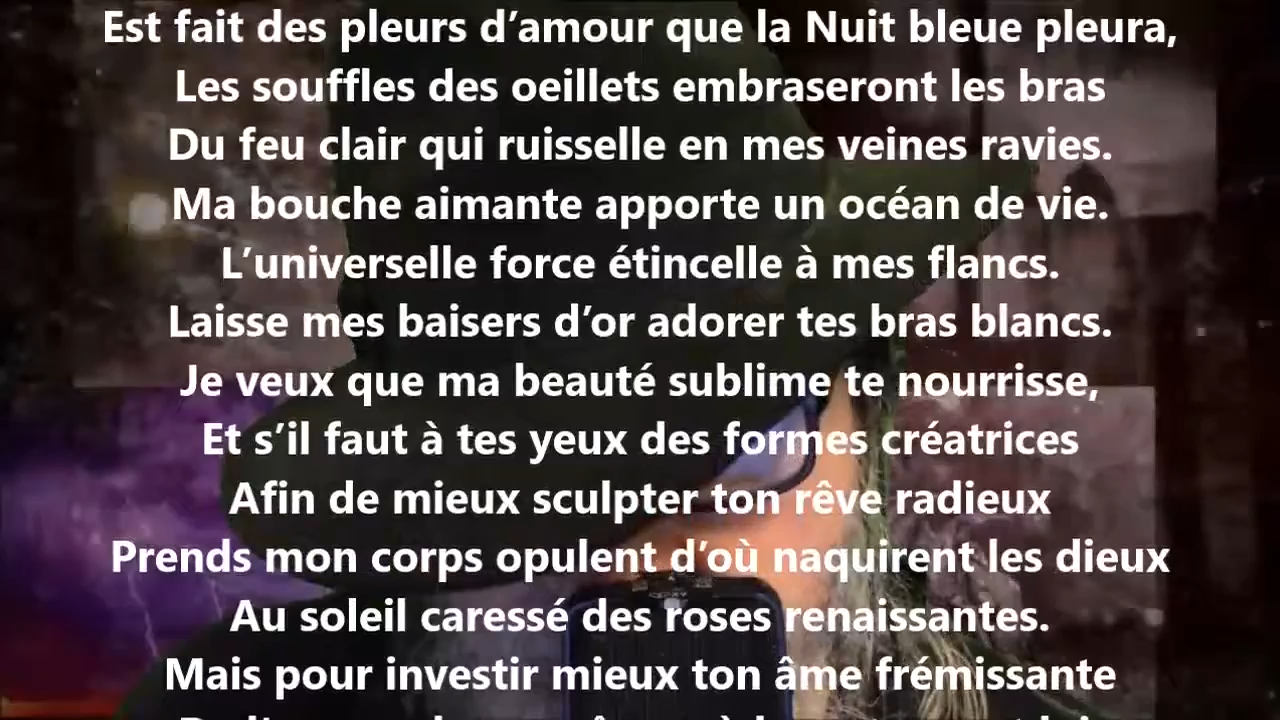 Est fait des pleurs d’amour que la Nuit bleue pleura,
Les souffles des oeillets embraseront les bras
Du feu clair qui ruisselle en mes veines ravies.
Ma bouche aimante apporte un océan de vie.
L’universelle force étincelle à mes flancs.
Laisse mes baisers d’or adorer tes bras blancs.
Je veux que ma beauté sublime te nourrisse,
Et s’il faut à tes yeux des formes créatrices
Afin de mieux sculpter ton rêve radieux
Prends mon corps opulent d’où naquirent les dieux
Au soleil caressé des roses renaissantes.
Mais pour investir mieux ton âme frémissante